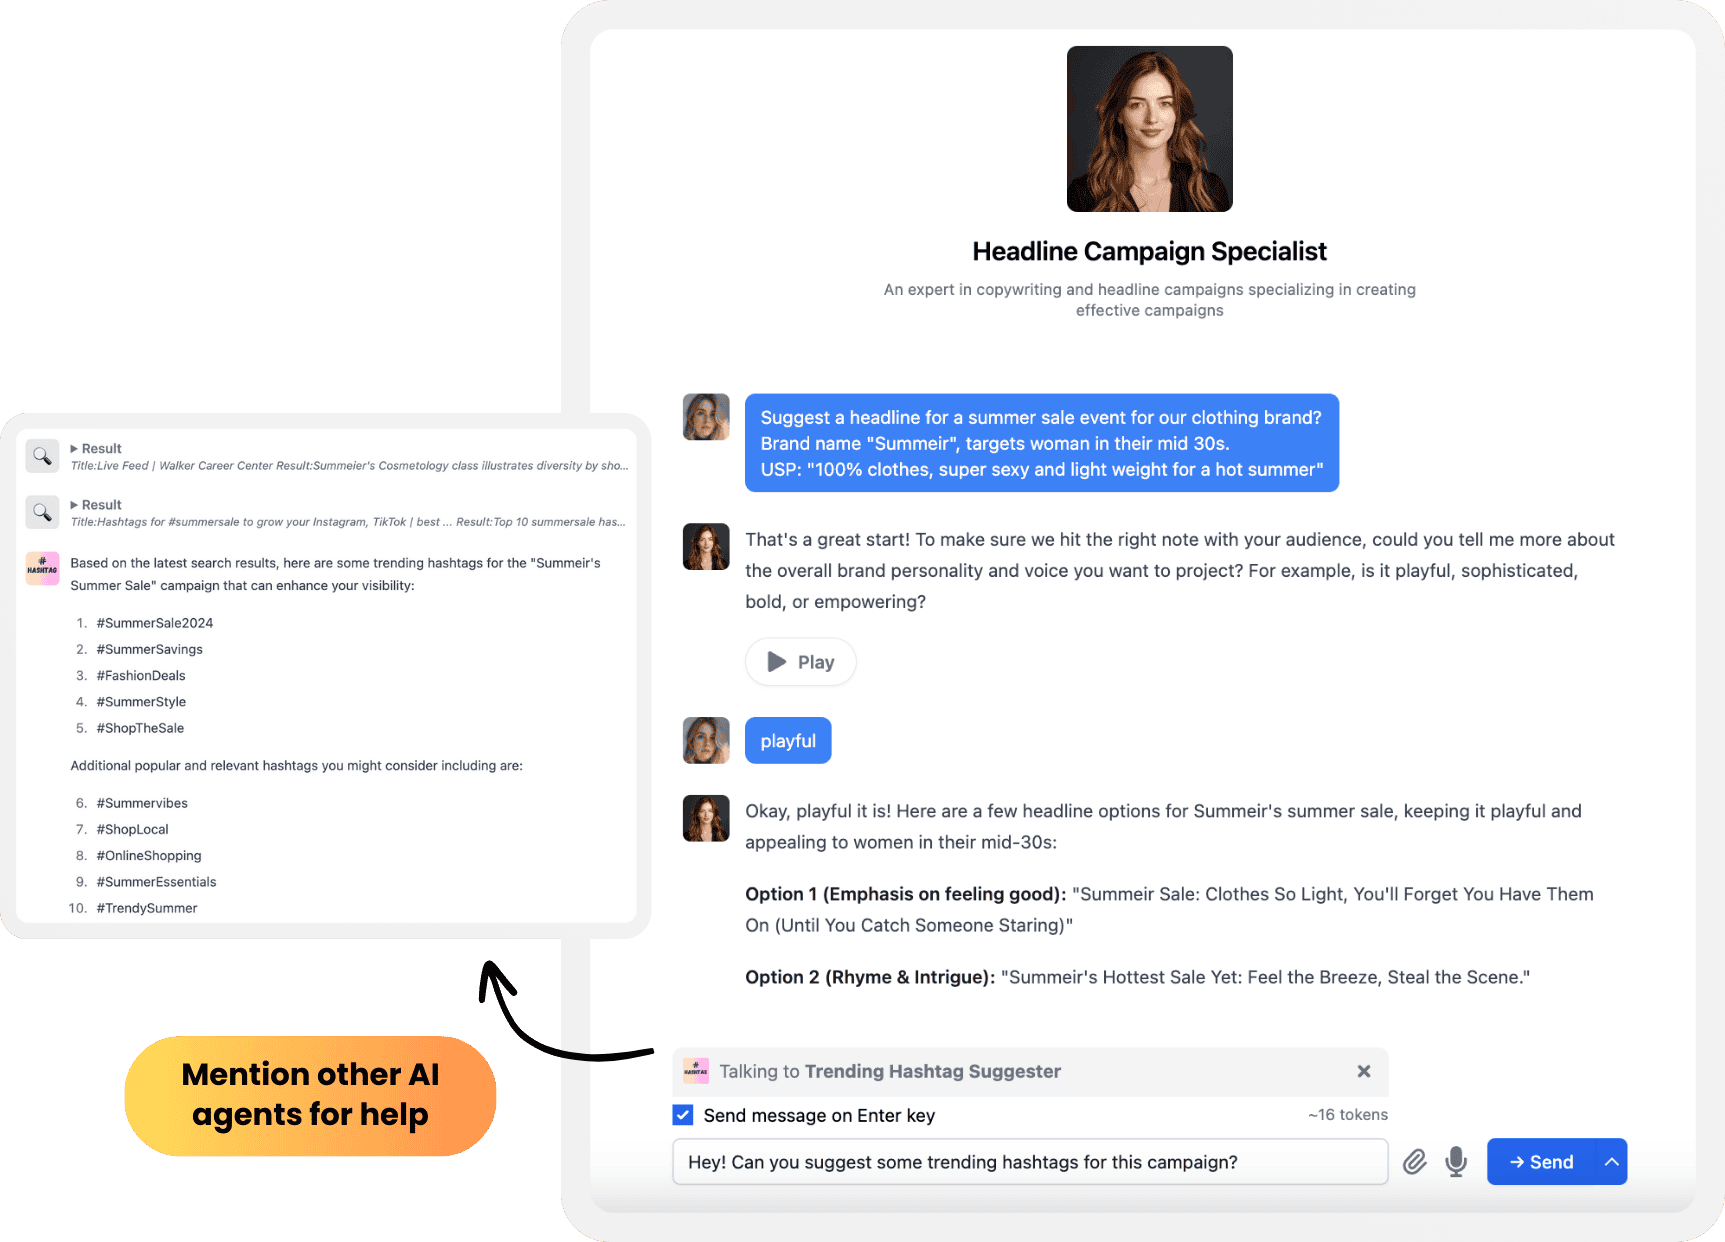 Headline Campaign Specialist
An expert in copywriting and headline campaigns specializing in creating
effective campaigns
Suggest a headline for a summer sale event for our clothing brand?
Brand name "Summeir", targets woman in their mid 30s.
USP: "100% clothes, super sexy and light weight for a hot summer"
That's a great start! To make sure we hit the right note with your audience, could you tell me more about
the overall brand personality and voice you want to project? For example, is it playful, sophisticated,
bold, or empowering?
Play
playful
Okay, playful it is! Here are a few headline options for Summeir's summer sale, keeping it playful and
appealing to women in their mid-30s:
Option 1 (Emphasis on feeling good): "Summeir Sale: Clothes So Light, You'll Forget You Have Them
On (Until You Catch Someone Staring)"
Option 2 (Rhyme & Intrigue): "Summeir's Hottest Sale Yet: Feel the Breeze, Steal the Scene."
# HASHTAG
Talking to Trending Hashtag Suggester
Send message on Enter key
~16 tokens
Hey! Can you suggest some trending hashtags for this campaign?
Send
Result
Title:Live Feed | Walker Career Center Result:Summeier's Cosmetology class illustrates diversity by sho...
Result
Title:Hashtags for #summersale to grow your Instagram, TikTok | best ... Result:Top 10 summersale has...
#
HASHTAG
Based on the latest search results, here are some trending hashtags for the "Summeir's
Summer Sale" campaign that can enhance your visibility:
1. #SummerSale2024
2. #SummerSavings
3. #FashionDeals
4. #SummerStyle
5. #ShopTheSale
Additional popular and relevant hashtags you might consider including are:
6. #Summervibes
7. #ShopLocal
8. #OnlineShopping
9. #SummerEssentials
10. #TrendySummer
Mention other AI
agents for help